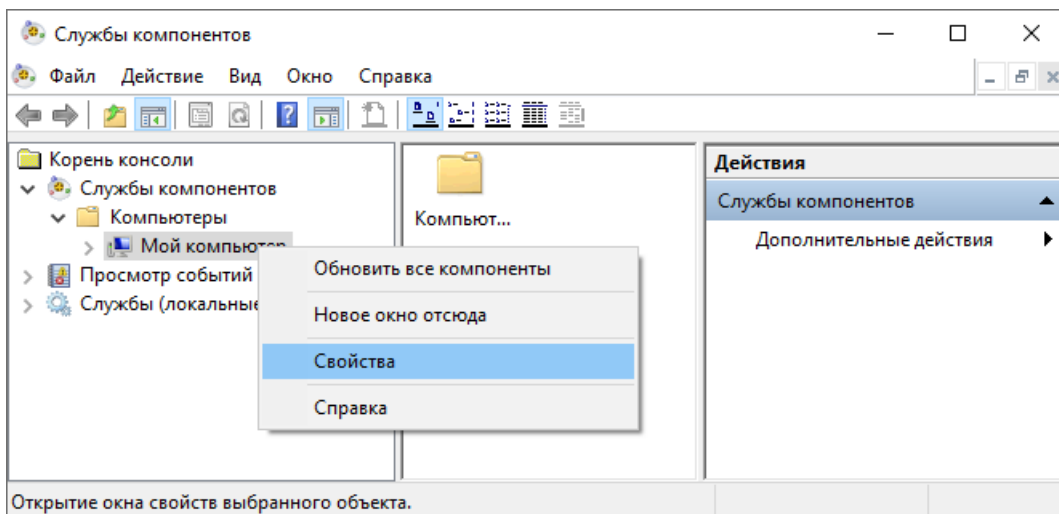 Службы компонентов
Файл Действие Вид Окно Справка
Корень консоли
Службы компонентов
Компьютеры
Мой компьютер
Просмотр событий
Службы (локальные
Компьют...
Обновить все компоненты
Новое окно отсюда
Свойства
Справка
Действия
Службы компонентов
Дополнительные действия
Открытие окна свойств выбранного объекта.